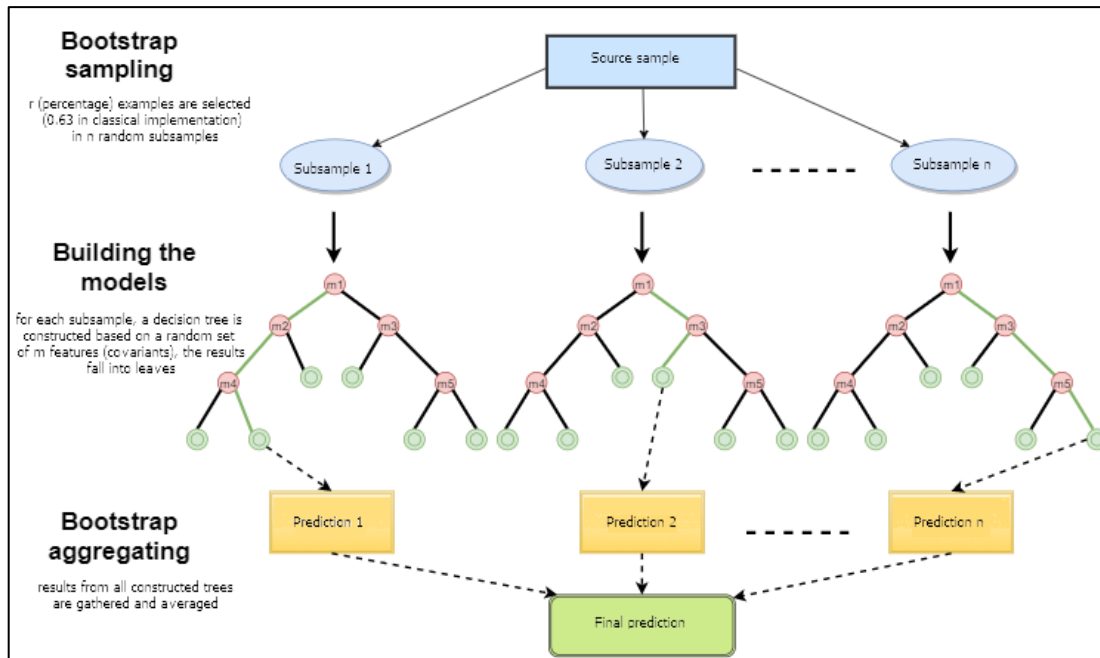 Bootstrap
sampling
r (percentage) examples are selected
(0.63 in classical implementation)
in n random subsamples
Source sample
Subsample 1
Subsample 2
Subsample n
Building the
models
for each subsample, a decision tree is
constructed based on a random set
of m features (covariants), the results
fall into leaves
m1
m2
m3
m4
m5
m1
m2
m3
m4
m5
m1
m2
m3
m4
m5
Bootstrap
aggregating
results from all constructed trees
are gathered and averaged
Prediction 1
Prediction 2
Prediction n
Final prediction